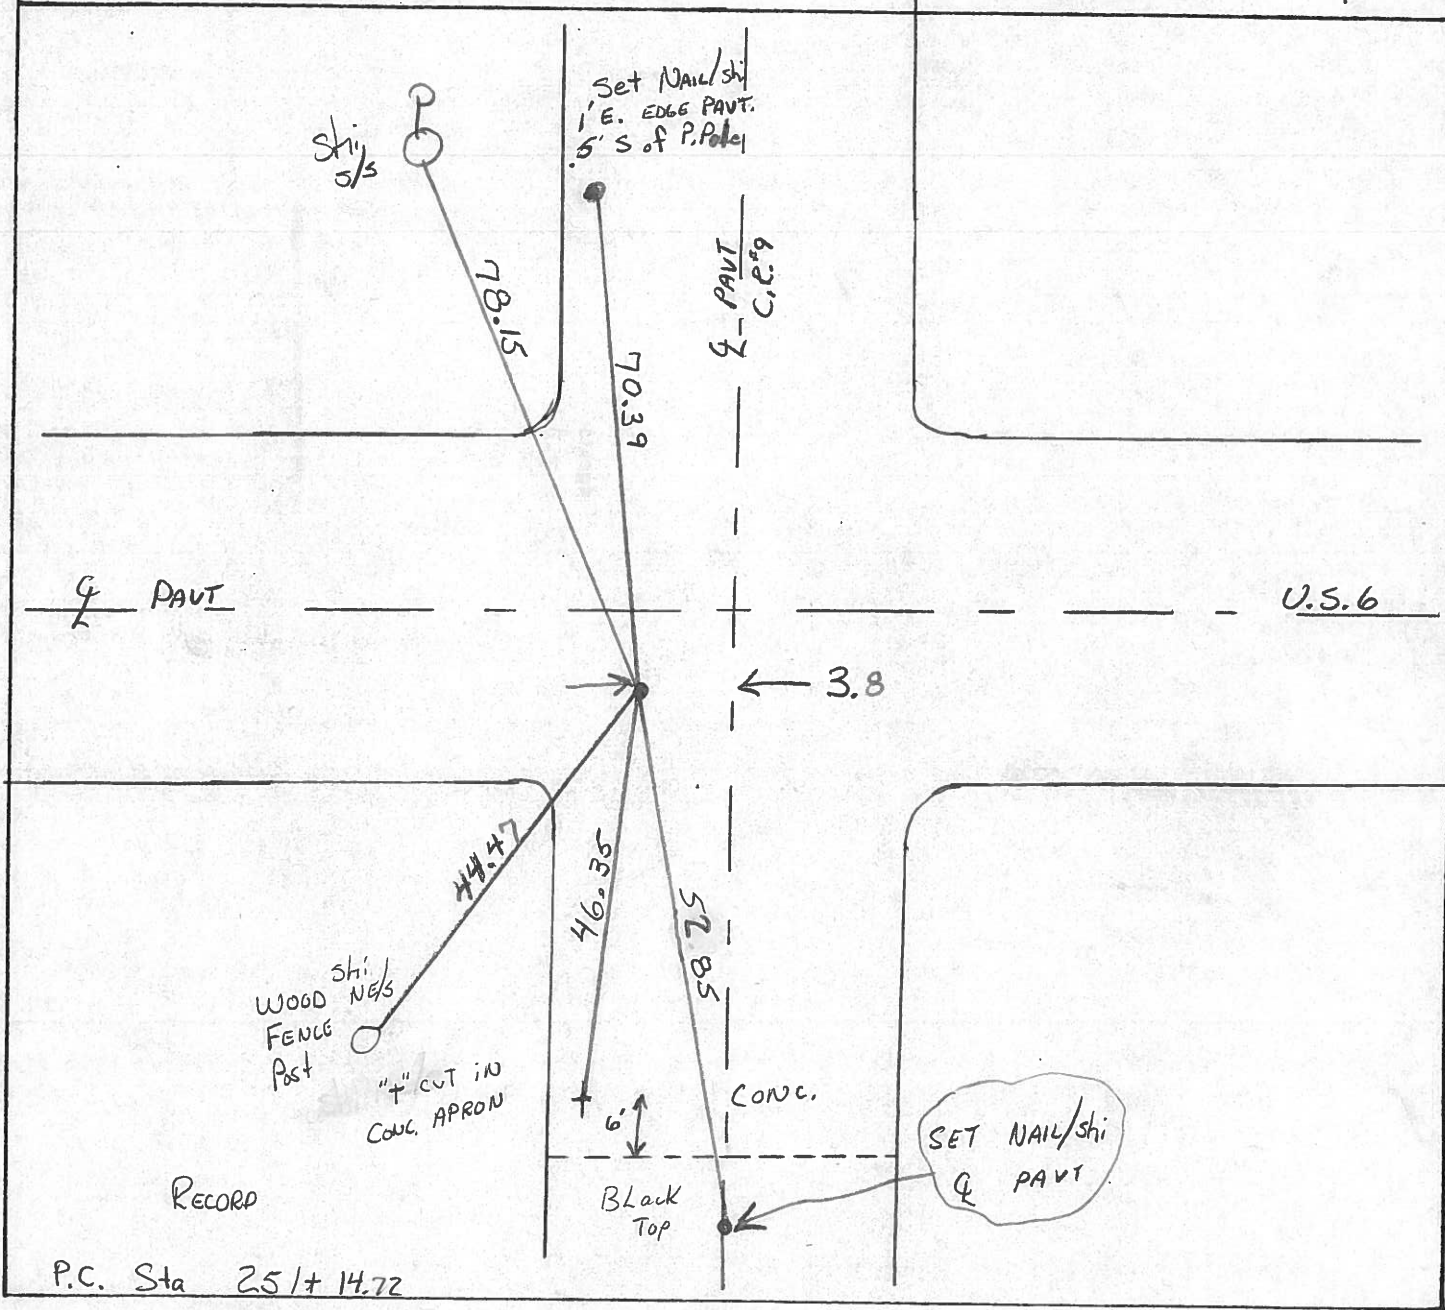 Shi
S/S
Set NAIL/Shi
1' E. EDGE PAVT.
.5' S of P.Pole
78.15
70.39
℄ PAVT
C.R.#9
℄ PAVT
U.S.6
3.8
44.47
46.35
52.85
Shi
NE/S
WOOD
FENCE
Post
"+" CUT IN
CONC. APRON
6'
CONC.
SET NAIL/Shi
℄ PAVT
BLack
Top
RECORD
P.C. Sta 251+14.72